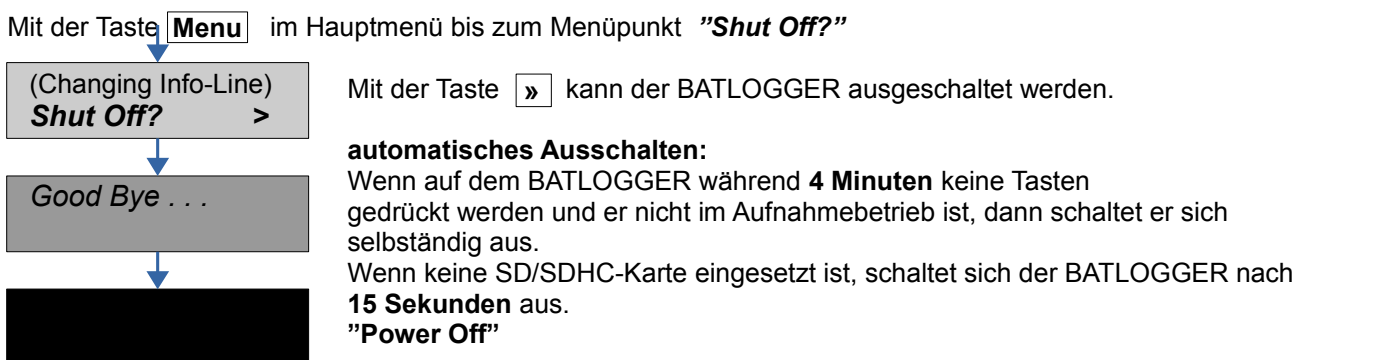 Mit der Taste Menu im Hauptmenü bis zum Menüpunkt ”Shut Off?”
(Changing Info-Line)
Shut Off? >
Mit der Taste » kann der BATLOGGER ausgeschaltet werden.
automatisches Ausschalten:
Wenn auf dem BATLOGGER während 4 Minuten keine Tasten
gedrückt werden und er nicht im Aufnahmebetrieb ist, dann schaltet er sich
selbständig aus.
Wenn keine SD/SDHC-Karte eingesetzt ist, schaltet sich der BATLOGGER nach
15 Sekunden aus.
”Power Off”
Good Bye . . .